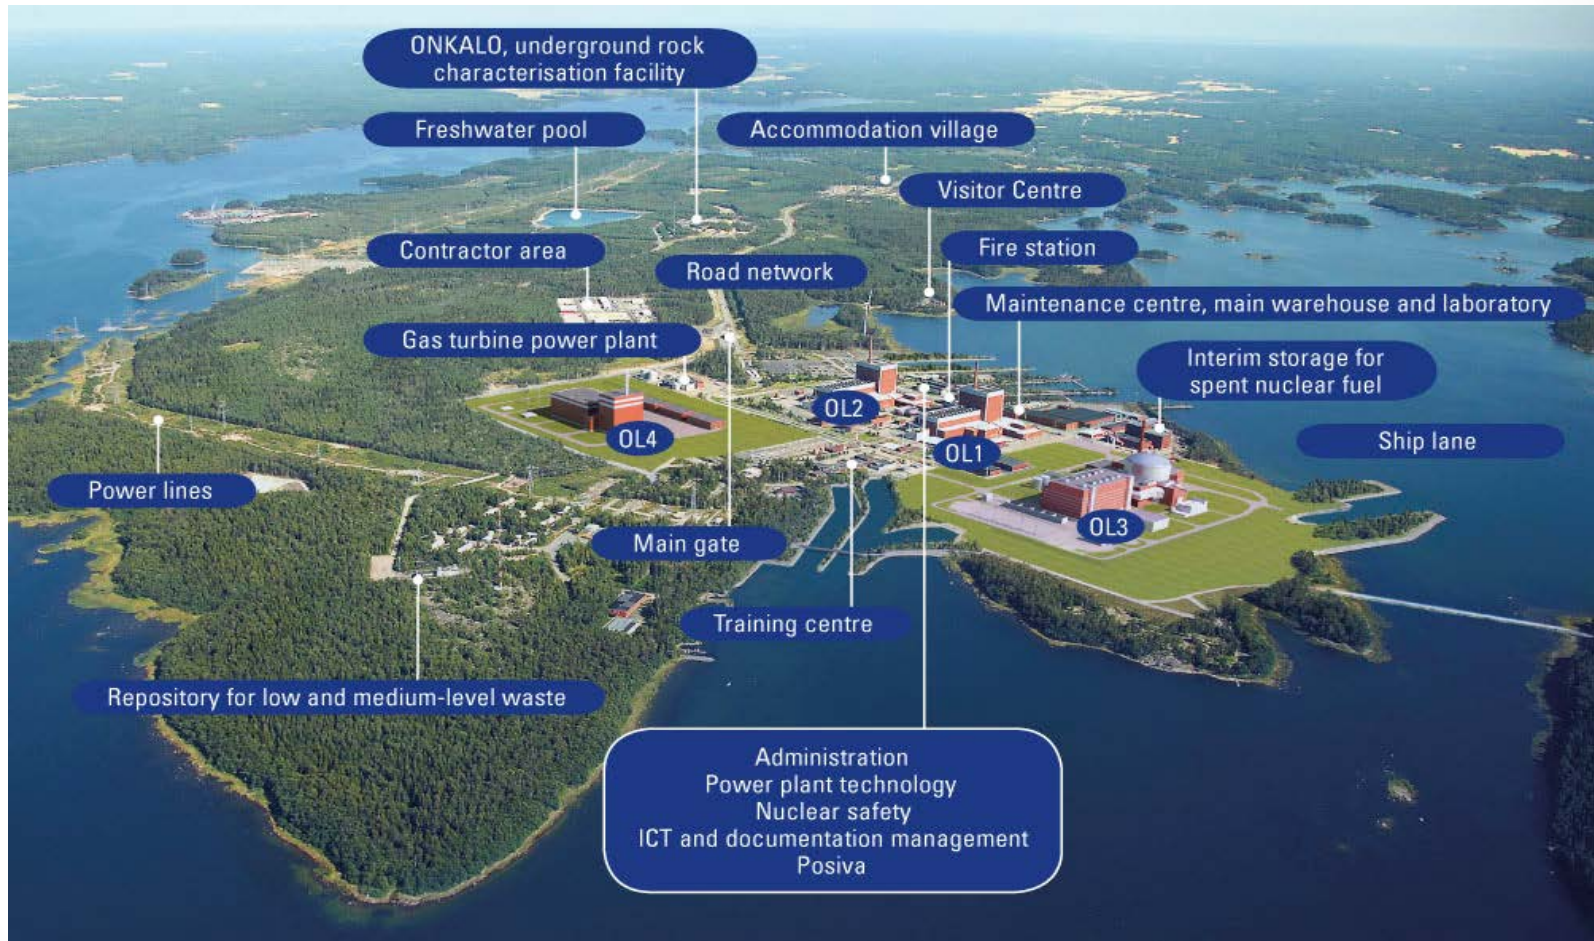 ONKALO, underground rock
characterisation facility
Freshwater pool
Accommodation village
Visitor Centre
Contractor area
Fire station
Road network
Maintenance centre, main warehouse and laboratory
Gas turbine power plant
Interim storage for
spent nuclear fuel
OL2
OL4
OL1
Ship lane
Power lines
OL3
Main gate
Training centre
Repository for low and medium-level waste
Administration
Power plant technology
Nuclear safety
ICT and documentation management
Posiva